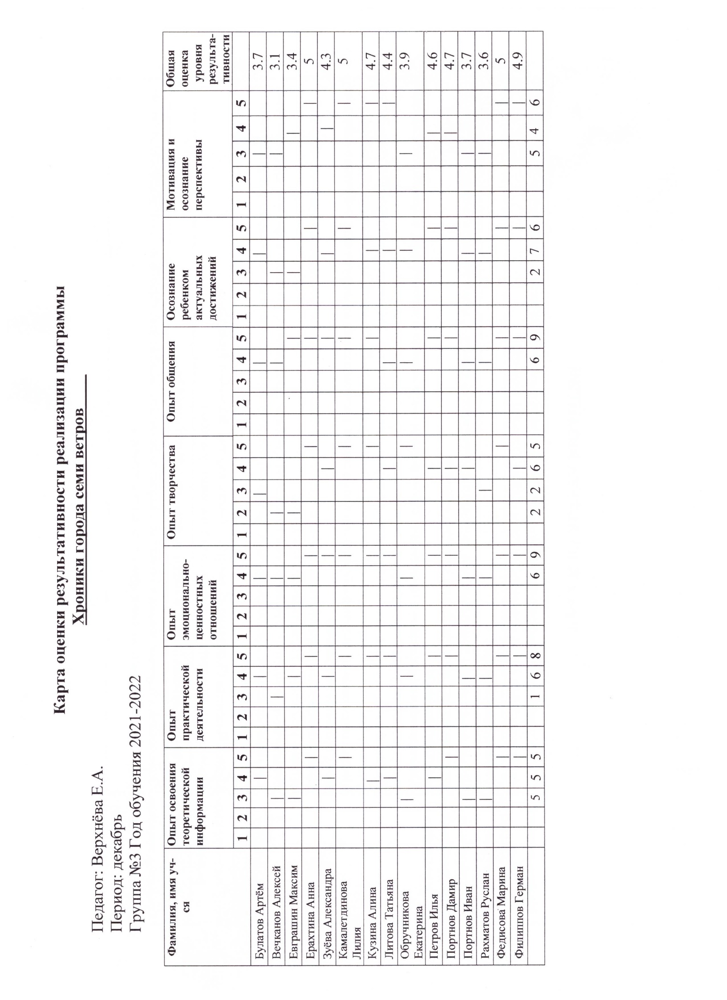 Карта оценки результативности реализации программы
Хроники города семи ветров
Педагог: Верхнёва Е.А.
Период: декабрь
Группа №3 Год обучения 2021-2022
Фамилия, имя уч-
ся
Опыт освоения
теоретической
информации
Опыт
практической
деятельности
Опыт
эмоционально-
ценностных
отношений
Опыт творчества
Опыт общения
Осознание
ребенком
актуальных
достижений
Мотивация и
осознание
перспективы
Общая
оценка
уровня
результа-
тивности
1 2 3 4 5 1 2 3 4 5 1 2 3 4 5 1 2 3 4 5 1 2 3 4 5 1 2 3 4 5 1 2 3 4 5
Булатов Артём | | | | | | | 3.7
Вечканов Алексей | | | | | | | 3.1
Евграшин Максим | | | | | | | 3.4
Ерахтина Анна | | | | | | | 5
Зуёва Александра | | | | | | | 4.3
Камалетдинова | | | | | | | 5
Лилия
Кузина Алина | | | | | | | 4.7
Литова Татьяна | | | | | | | 4.4
Обручникова | | | | | | | 3.9
Екатерина
Петров Илья | | | | | | | 4.6
Портнов Дамир | | | | | | | 4.7
Портнов Иван | | | | | | | 3.7
Рахматов Руслан | | | | | | | 3.6
Федисова Марина | | | | | | | 5
Филиппов Герман | | | | | | | 4.9
5 5 5 1 6 8 6 9 2 2 6 5 6 9 2 7 6 5 4 6